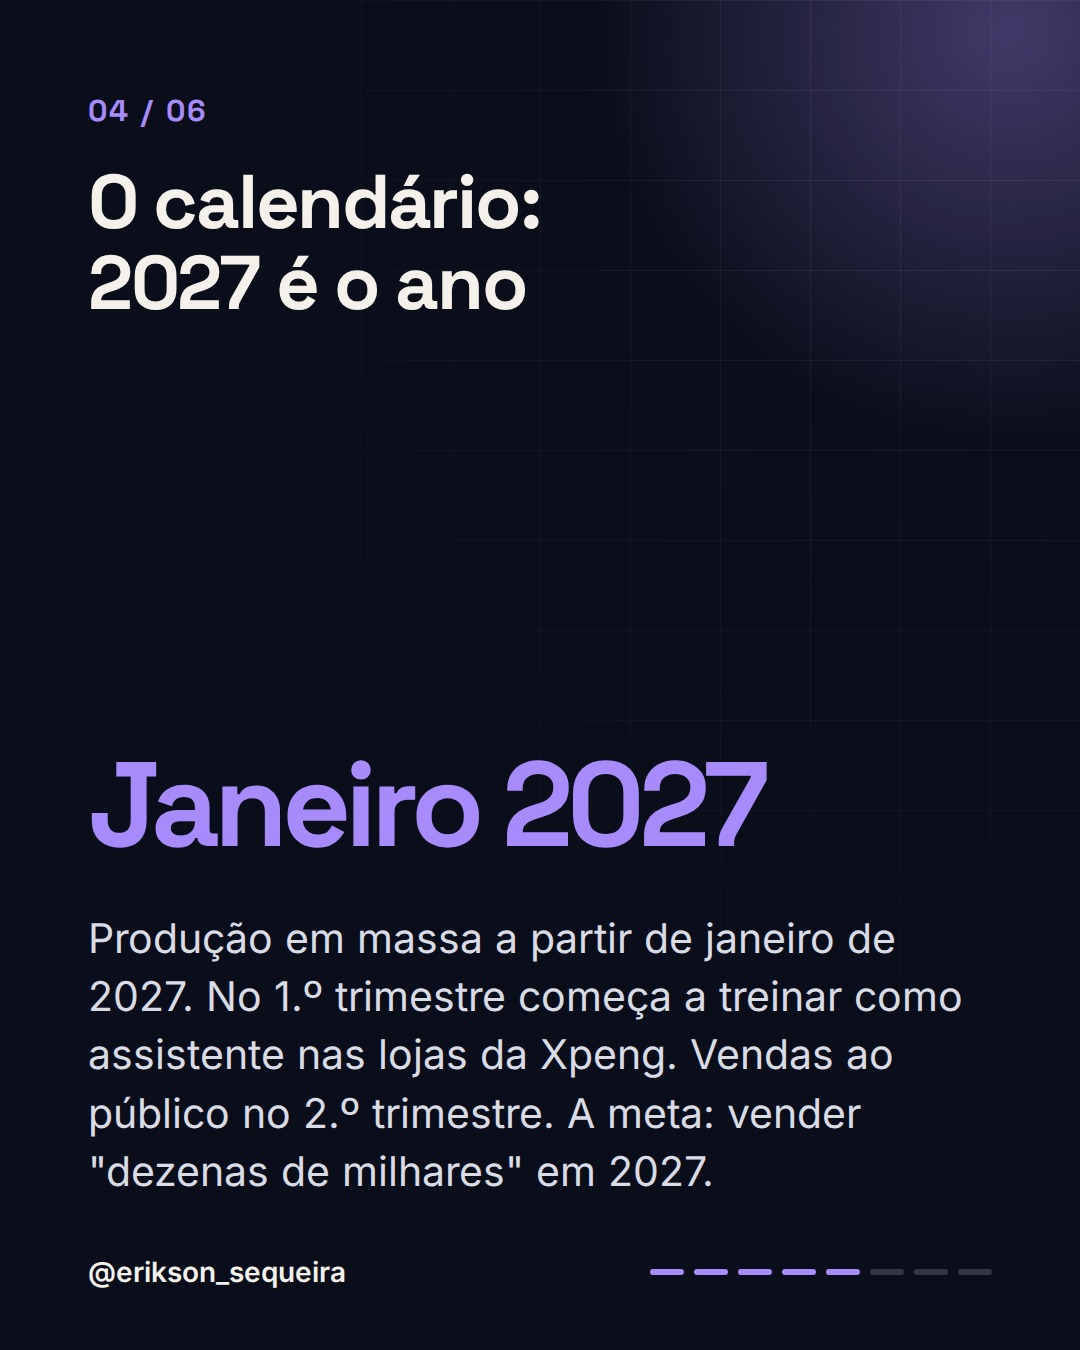 04 / 06
O calendário:
2027 é o ano
Janeiro 2027
Produção em massa a partir de janeiro de
2027. No 1.º trimestre começa a treinar como
assistente nas lojas da Xpeng. Vendas ao
público no 2.º trimestre. A meta: vender
"dezenas de milhares" em 2027.
@erikson_sequeira